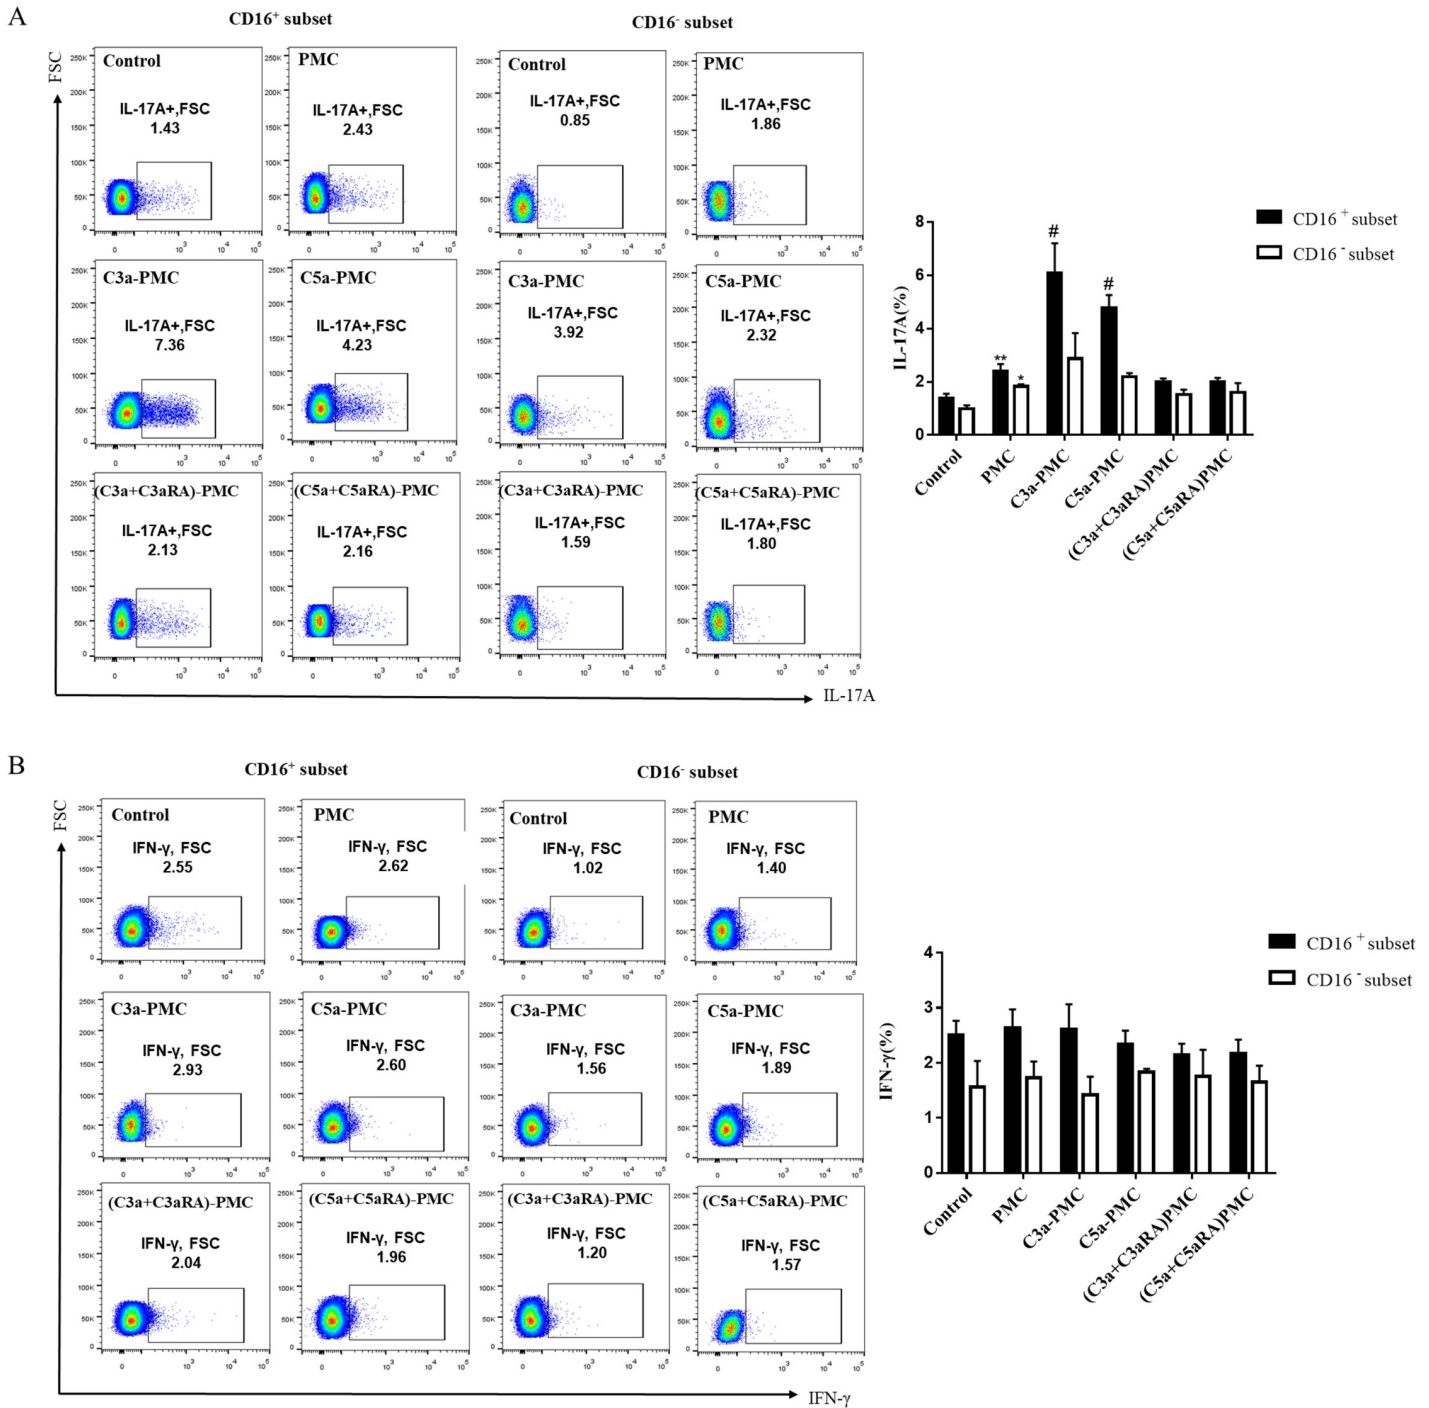 A
CD16+ subset
CD16- subset
FSC
Control
IL-17A+,FSC
1.43
PMC
IL-17A+,FSC
2.43
Control
IL-17A+,FSC
0.85
PMC
IL-17A+,FSC
1.86
C3a-PMC
IL-17A+,FSC
7.36
C5a-PMC
IL-17A+,FSC
4.23
C3a-PMC
IL-17A+,FSC
3.92
C5a-PMC
IL-17A+,FSC
2.32
(C3a+C3aRA)-PMC
IL-17A+,FSC
2.13
(C5a+C5aRA)-PMC
IL-17A+,FSC
2.16
(C3a+C3aRA)-PMC
IL-17A+,FSC
1.59
(C5a+C5aRA)-PMC
IL-17A+,FSC
1.80
IL-17A
CD16 + subset
CD16 - subset
IL-17A(%)
8
6
4
2
0
**
*
#
#
Control
PMC
C3a-PMC
C5a-PMC
(C3a+C3aRA)PMC
(C5a+C5aRA)PMC
B
CD16+ subset
CD16- subset
FSC
Control
IFN-γ, FSC
2.55
PMC
IFN-γ, FSC
2.62
Control
IFN-γ, FSC
1.02
PMC
IFN-γ, FSC
1.40
C3a-PMC
IFN-γ, FSC
2.93
C5a-PMC
IFN-γ, FSC
2.60
C3a-PMC
IFN-γ, FSC
1.56
C5a-PMC
IFN-γ, FSC
1.89
(C3a+C3aRA)-PMC
IFN-γ, FSC
2.04
(C5a+C5aRA)-PMC
IFN-γ, FSC
1.96
(C3a+C3aRA)-PMC
IFN-γ, FSC
1.20
(C5a+C5aRA)-PMC
IFN-γ, FSC
1.57
IFN-γ
CD16 + subset
CD16 - subset
IFN-γ(%)
4
3
2
1
0
Control
PMC
C3a-PMC
C5a-PMC
(C3a+C3aRA)PMC
(C5a+C5aRA)PMC